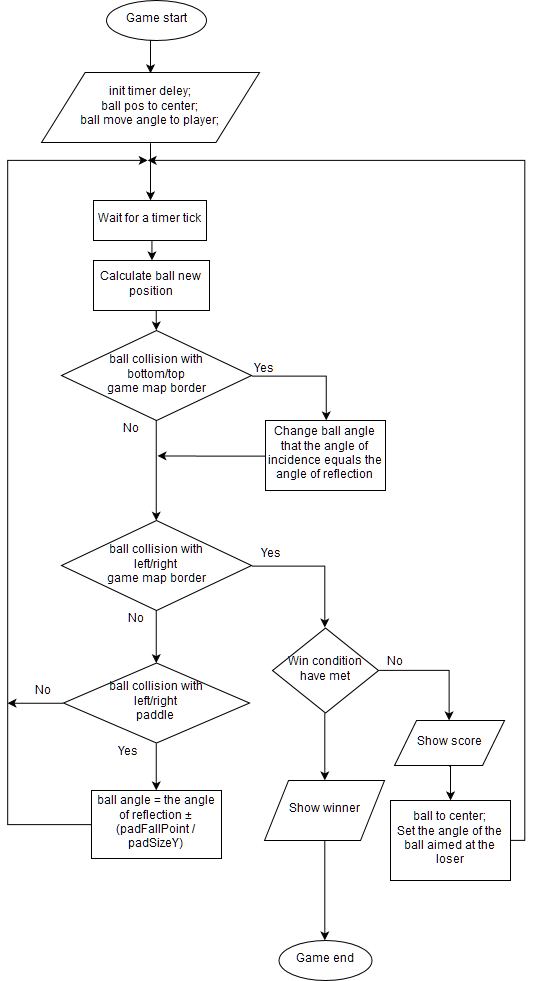 Game start
init timer deley;
ball pos to center;
ball move angle to player;
Wait for a timer tick
Calculate ball new
position
ball collision with
bottom/top
game map border
Yes
No
Change ball angle
that the angle of
incidence equals the
angle of reflection
ball collision with
left/right
game map border
Yes
No
Win condition
have met
No
ball collision with
left/right
paddle
No
Yes
Show score
ball angle = the angle
of reflection ±
(padFallPoint /
padSizeY)
Show winner
ball to center;
Set the angle of the
ball aimed at the
loser
Game end